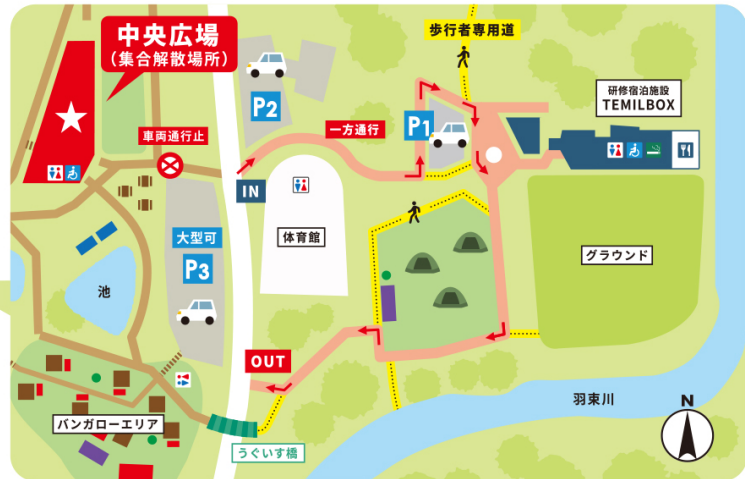 中央広場
(集合解散場所)
歩行者専用道
P2
研修宿泊施設
TEMILBOX
車両通行止
一方通行
P1
IN
大型可
体育館
P3
グラウンド
池
OUT
羽束川
N
バンガローエリア
うぐいす橋